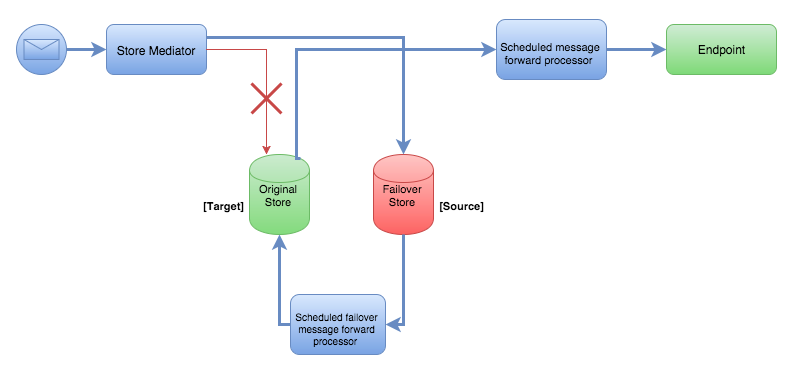 Store Mediator
Scheduled message
forward processor
Endpoint
Original
Store
[Target]
Failover
Store
[Source]
Scheduled failover
message forward
processor